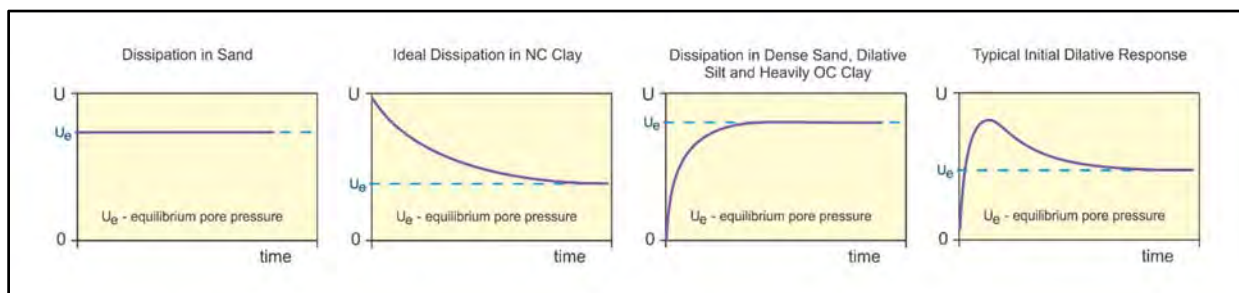 Dissipation in Sand
U
Ue
Ue - equilibrium pore pressure
0
time
Ideal Dissipation in NC Clay
U
Ue
Ue - equilibrium pore pressure
0
time
Dissipation in Dense Sand, Dilative
Silt and Heavily OC Clay
U
Ue
Ue - equilibrium pore pressure
0
time
Typical Initial Dilative Response
U
Ue
Ue - equilibrium pore pressure
0
time